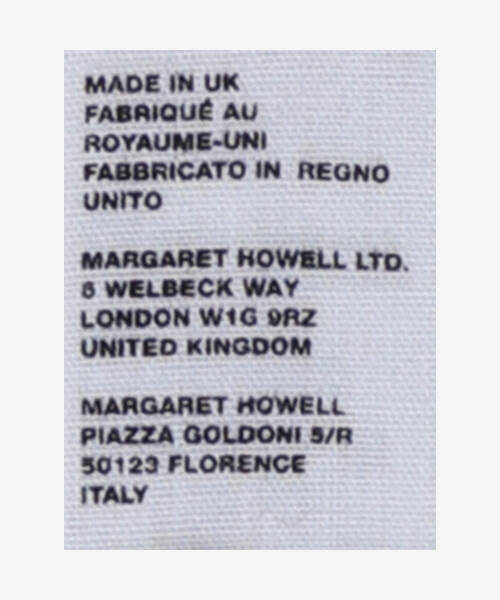 MADE IN UK
FABRIQUÉ AU
ROYAUME-UNI
FABBRICATO IN REGNO
UNITO
MARGARET HOWELL LTD.
6 WELBECK WAY
LONDON W1G 9RZ
UNITED KINGDOM
MARGARET HOWELL
PIAZZA GOLDONI 5/R
50123 FLORENCE
ITALY